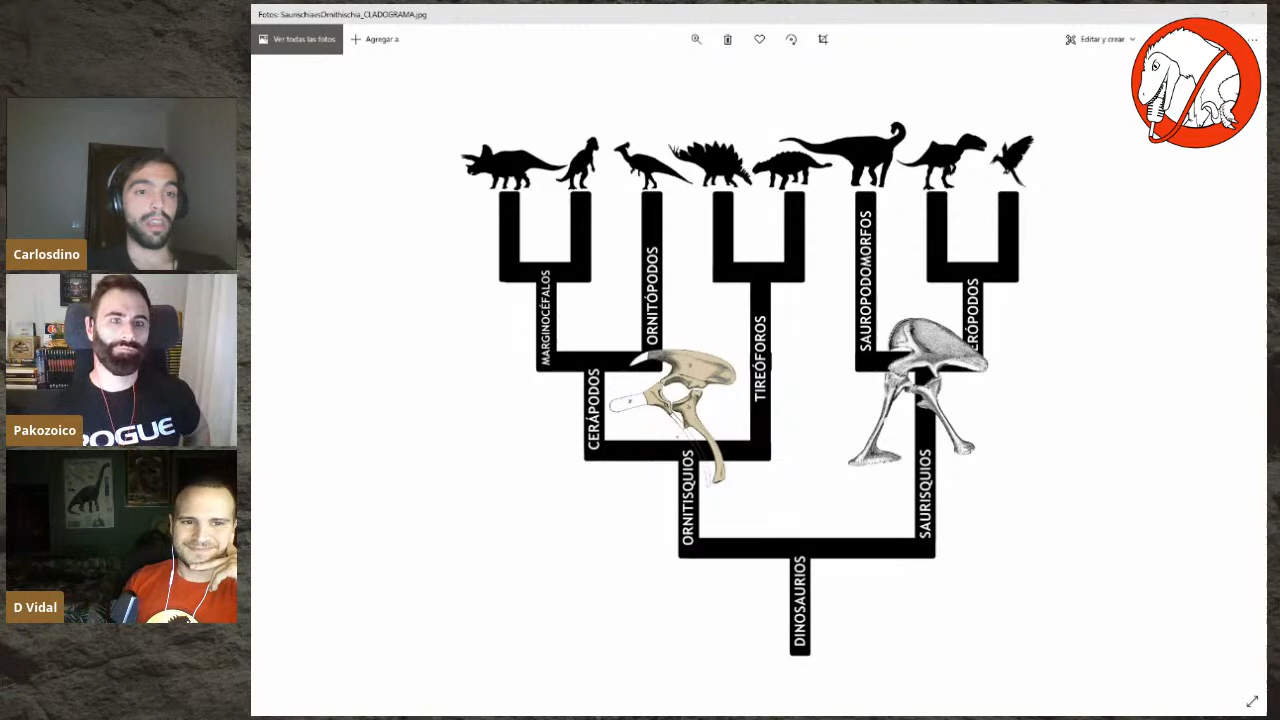 Fotos: SaurischiavsOrnithischia_CLADOGRAMA.jpg
Ver todas las fotos
Agregar a
Editar y crear
Carlosdino
Pakozoico
ROGUE
D Vidal
MARGINOCÉFALOS
ORNITÓPODOS
TIREÓFOROS
SAUROPODOMORFOS
ERÓPODOS
CERÁPODOS
ORNITISQUIOS
SAURISQUIOS
DINOSAURIOS